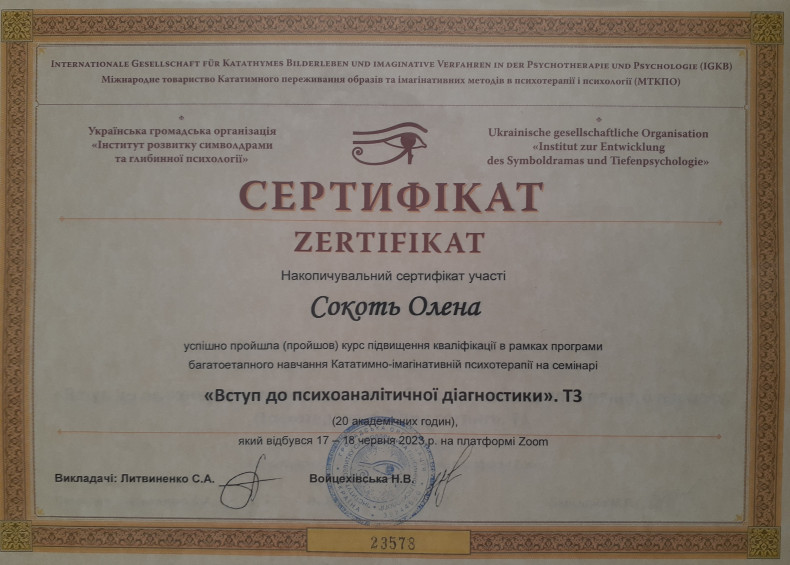 INTERNATIONALE GESELLSCHAFT FÜR KATATHYMES BILDERLEBEN UND IMAGINATIVE VERFAHREN IN DER PSYCHOTHERAPIE UND PSYCHOLOGIE (IGKB)
Міжнародне товариство Кататимного переживання образів та імагінативних методів в психотерапії і психології (МТКПО)
Українська громадська організація
«Інститут розвитку символдрами
та глибинної психології»
Ukrainische gesellschaftliche Organisation
«Institut zur Entwicklung
des Symboldramas und Tiefenpsychologie»
СЕРТИФІКАТ
ZERTIFIKAT
Накопичувальний сертифікат участі
Сокоть Олена
успішно пройшла (пройшов) курс підвищення кваліфікації в рамках програми
багатоетапного навчання Кататимно-імагінативній психотерапії на семінарі
«Вступ до психоаналітичної діагностики». Т3
(20 академічних годин),
який відбувся 17 – 18 червня 2023 р. на платформі Zoom
Викладачі: Литвиненко С.А.
Войцехівська Н.В.
23578